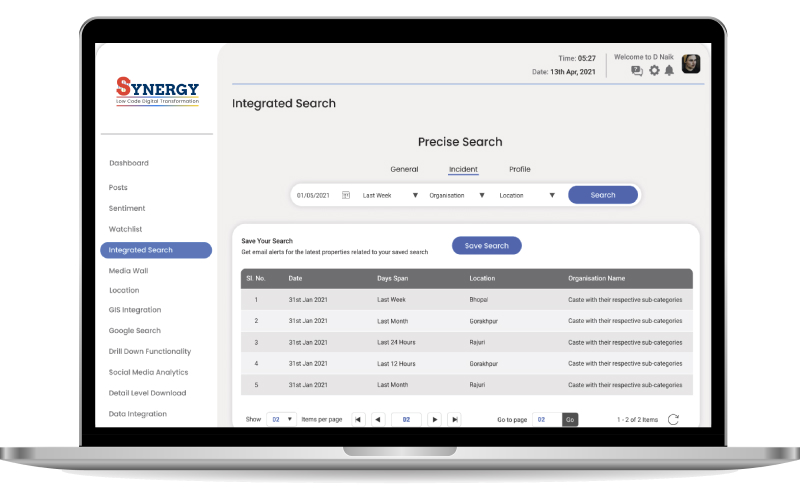 Time: 05:27
Date: 13th Apr, 2021
Welcome to D Naik
SYNERGY
Low Code Digital Transformation
Integrated Search
Precise Search
General Incident Profile
01/05/2021 Last Week Organisation Location Search
Dashboard
Posts
Sentiment
Watchlist
Integrated Search
Media Wall
Location
GIS Integration
Google Search
Drill Down Functionality
Social Media Analytics
Detail Level Download
Data Integration
Save Your Search
Get email alerts for the latest properties related to your saved search
Save Search
Sl. No. Date Days Span Location Organisation Name
1 31st Jan 2021 Last Week Bhopal Caste with their respective sub-categories
2 31st Jan 2021 Last Month Gorakhpur Caste with their respective sub-categories
3 31st Jan 2021 Last 24 Hours Rajuri Caste with their respective sub-categories
4 31st Jan 2021 Last 12 Hours Gorakhpur Caste with their respective sub-categories
5 31st Jan 2021 Last Month Rajuri Caste with their respective sub-categories
Show 02 Items per page 02 Go to page 02 Go 1 - 2 of 2 Items